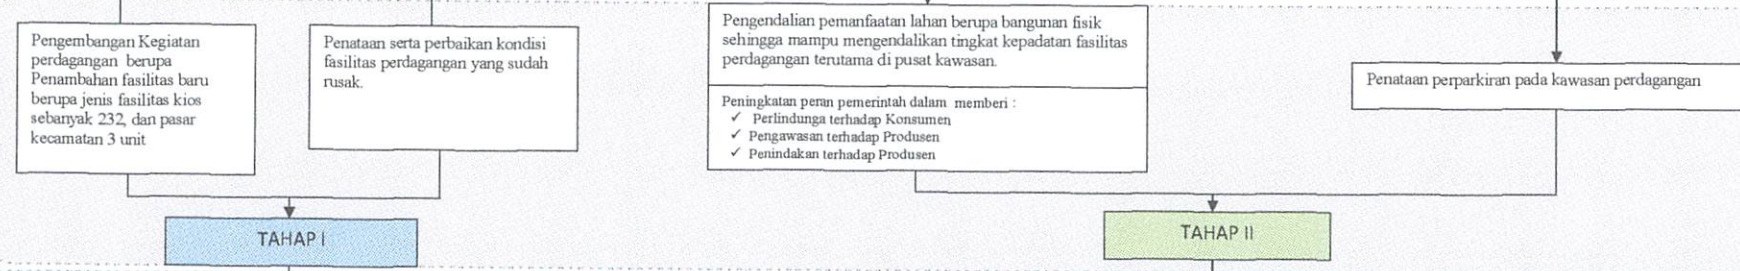 Pengembangan Kegiatan
perdagangan berupa
Penambahan fasilitas baru
berupa jenis fasilitas kios
sebanyak 232, dan pasar
kecamatan 3 unit
Penataan serta perbaikan kondisi
fasilitas perdagangan yang sudah
rusak.
Pengendalian pemanfaatan lahan berupa bangunan fisik
sehingga mampu mengendalikan tingkat kepadatan fasilitas
perdagangan terutama di pusat kawasan.
Peningkatan peran pemerintah dalam memberi :
✓ Perlindunga terhadap Konsumen
✓ Pengawasan terhadap Produsen
✓ Penindakan terhadap Produsen
Penataan perparkiran pada kawasan perdagangan
TAHAP I
TAHAP II